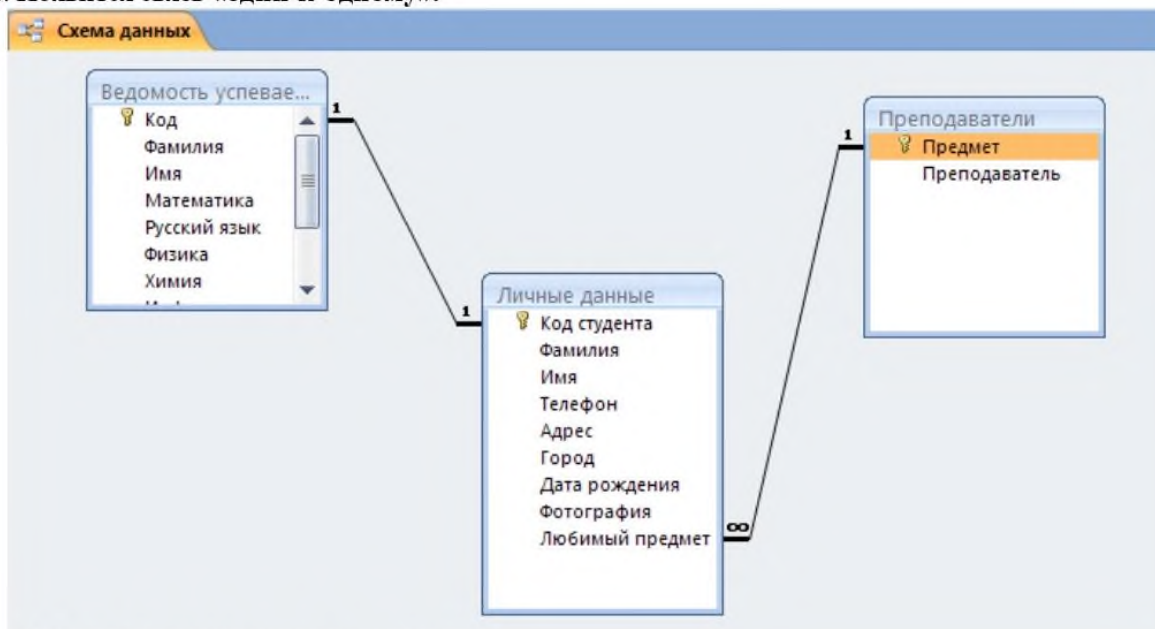 Схема данных
Ведомость успевае...
1
Код
Фамилия
Имя
Математика
Русский язык
Физика
Химия
Преподаватели
1
Предмет
Преподаватель
Личные данные
1
Код студента
Фамилия
Имя
Телефон
Адрес
Город
Дата рождения
Фотография
Любимый предмет
∞